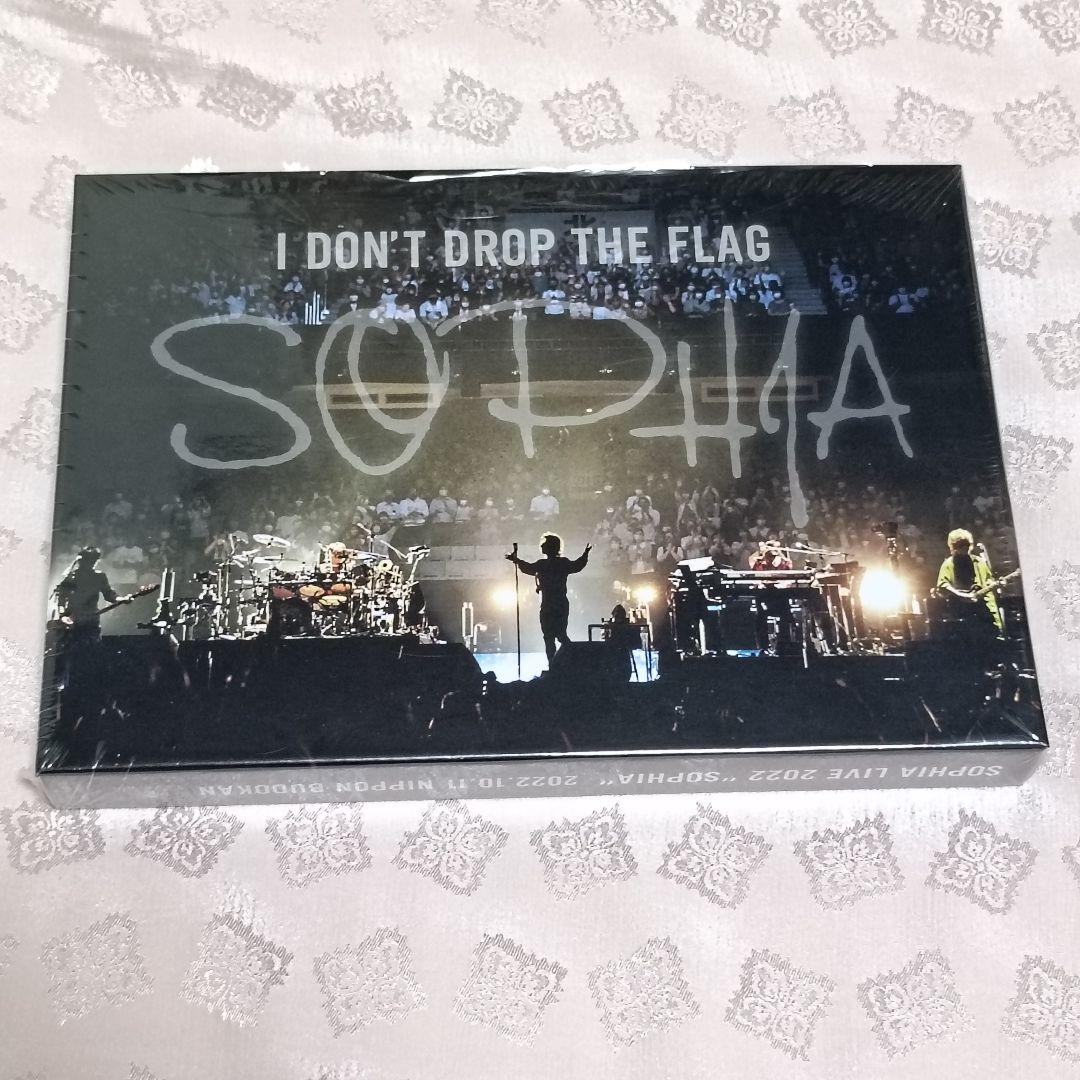 I DON'T DROP THE FLAG
SOPHIA
SOPHIA LIVE 2022 "SOPHIA" 2022.10.11 NIPPON BUDOKAN